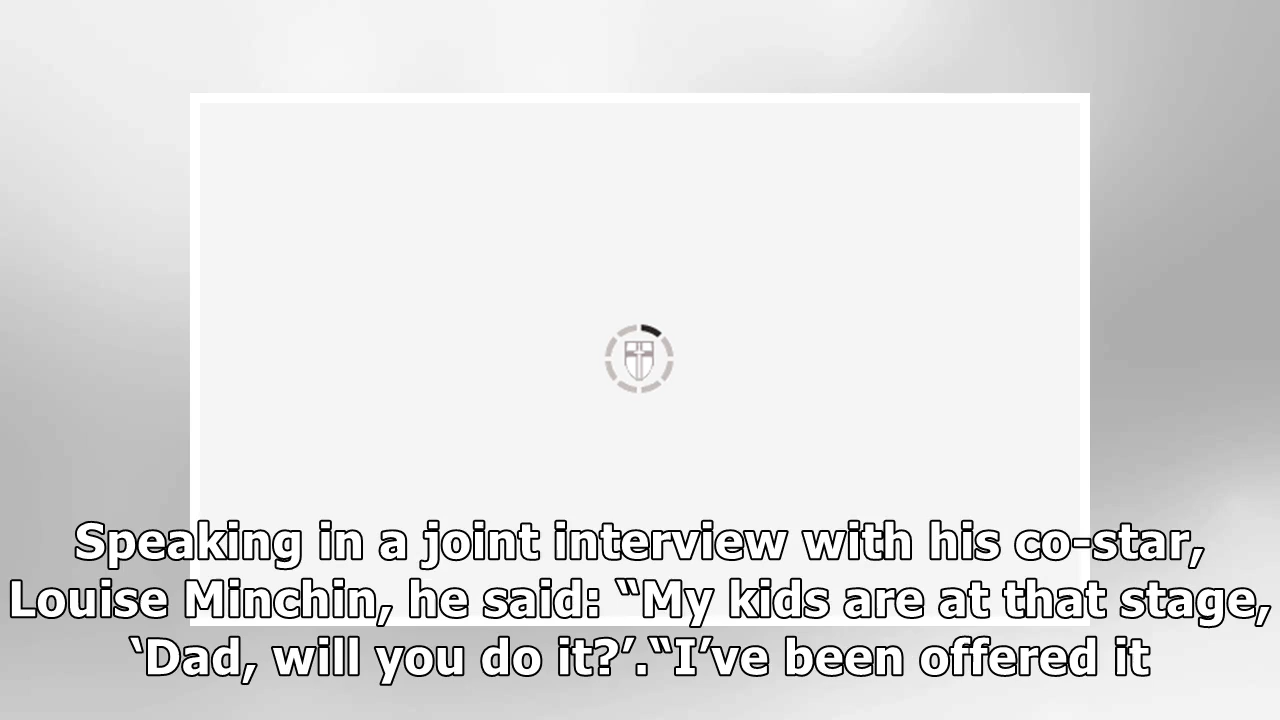 Speaking in a joint interview with his co-star,
Louise Minchin, he said: “My kids are at that stage,
‘Dad, will you do it?’.“I’ve been offered it